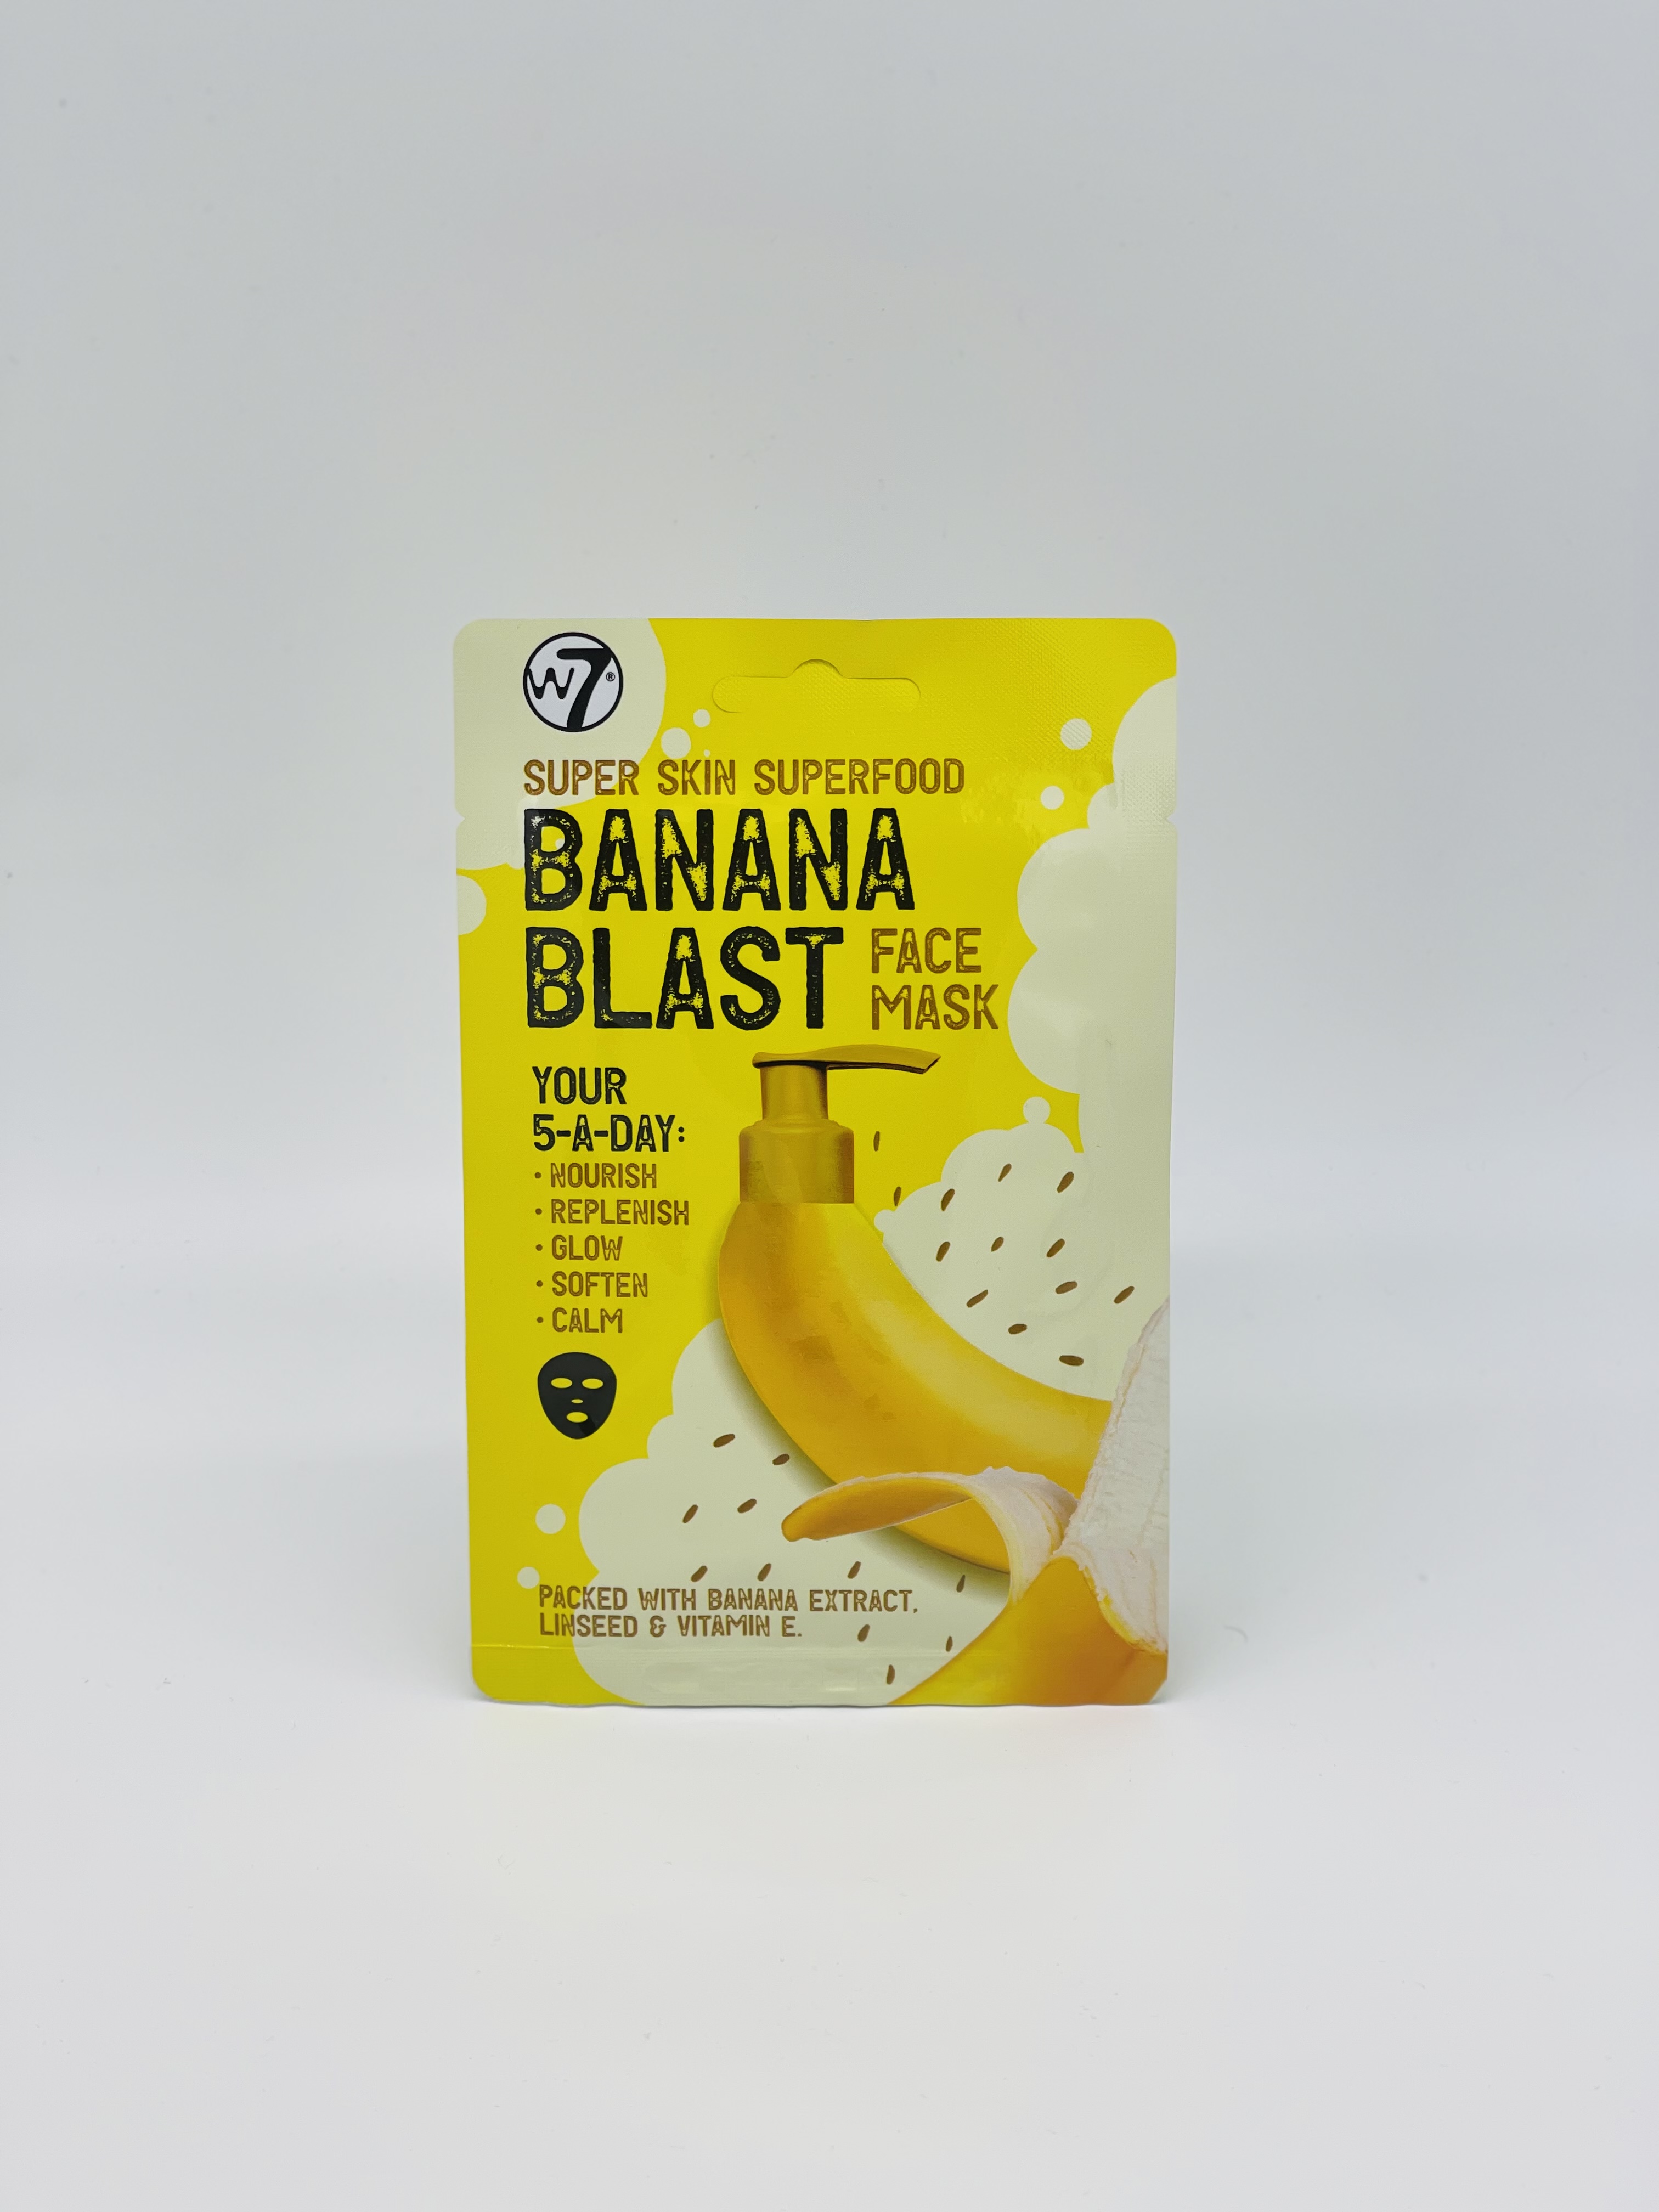 W7®
SUPER SKIN SUPERFOOD
BANANA
BLAST
FACE
MASK
YOUR
5-A-DAY:
• NOURISH
• REPLENISH
• GLOW
• SOFTEN
• CALM
PACKED WITH BANANA EXTRACT,
LINSEED & VITAMIN E.